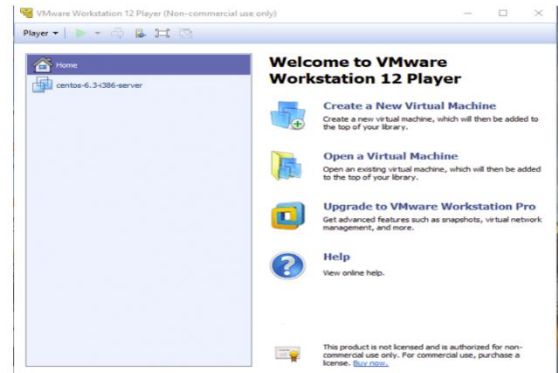 VMware Workstation 12 Player (Non-commercial use only)
Player
Home
centos-6.3-i386-server
Welcome to VMware
Workstation 12 Player
Create a New Virtual Machine
Create a new virtual machine, which will then be added to
the top of your library.
Open a Virtual Machine
Open an existing virtual machine, which will then be added
to the top of your library.
Upgrade to VMware Workstation Pro
Get advanced features such as snapshots, virtual network
management, and more.
Help
View online help.
This product is not licensed and is authorized for non-
commercial use only. For commercial use, purchase a
license. Buy now.